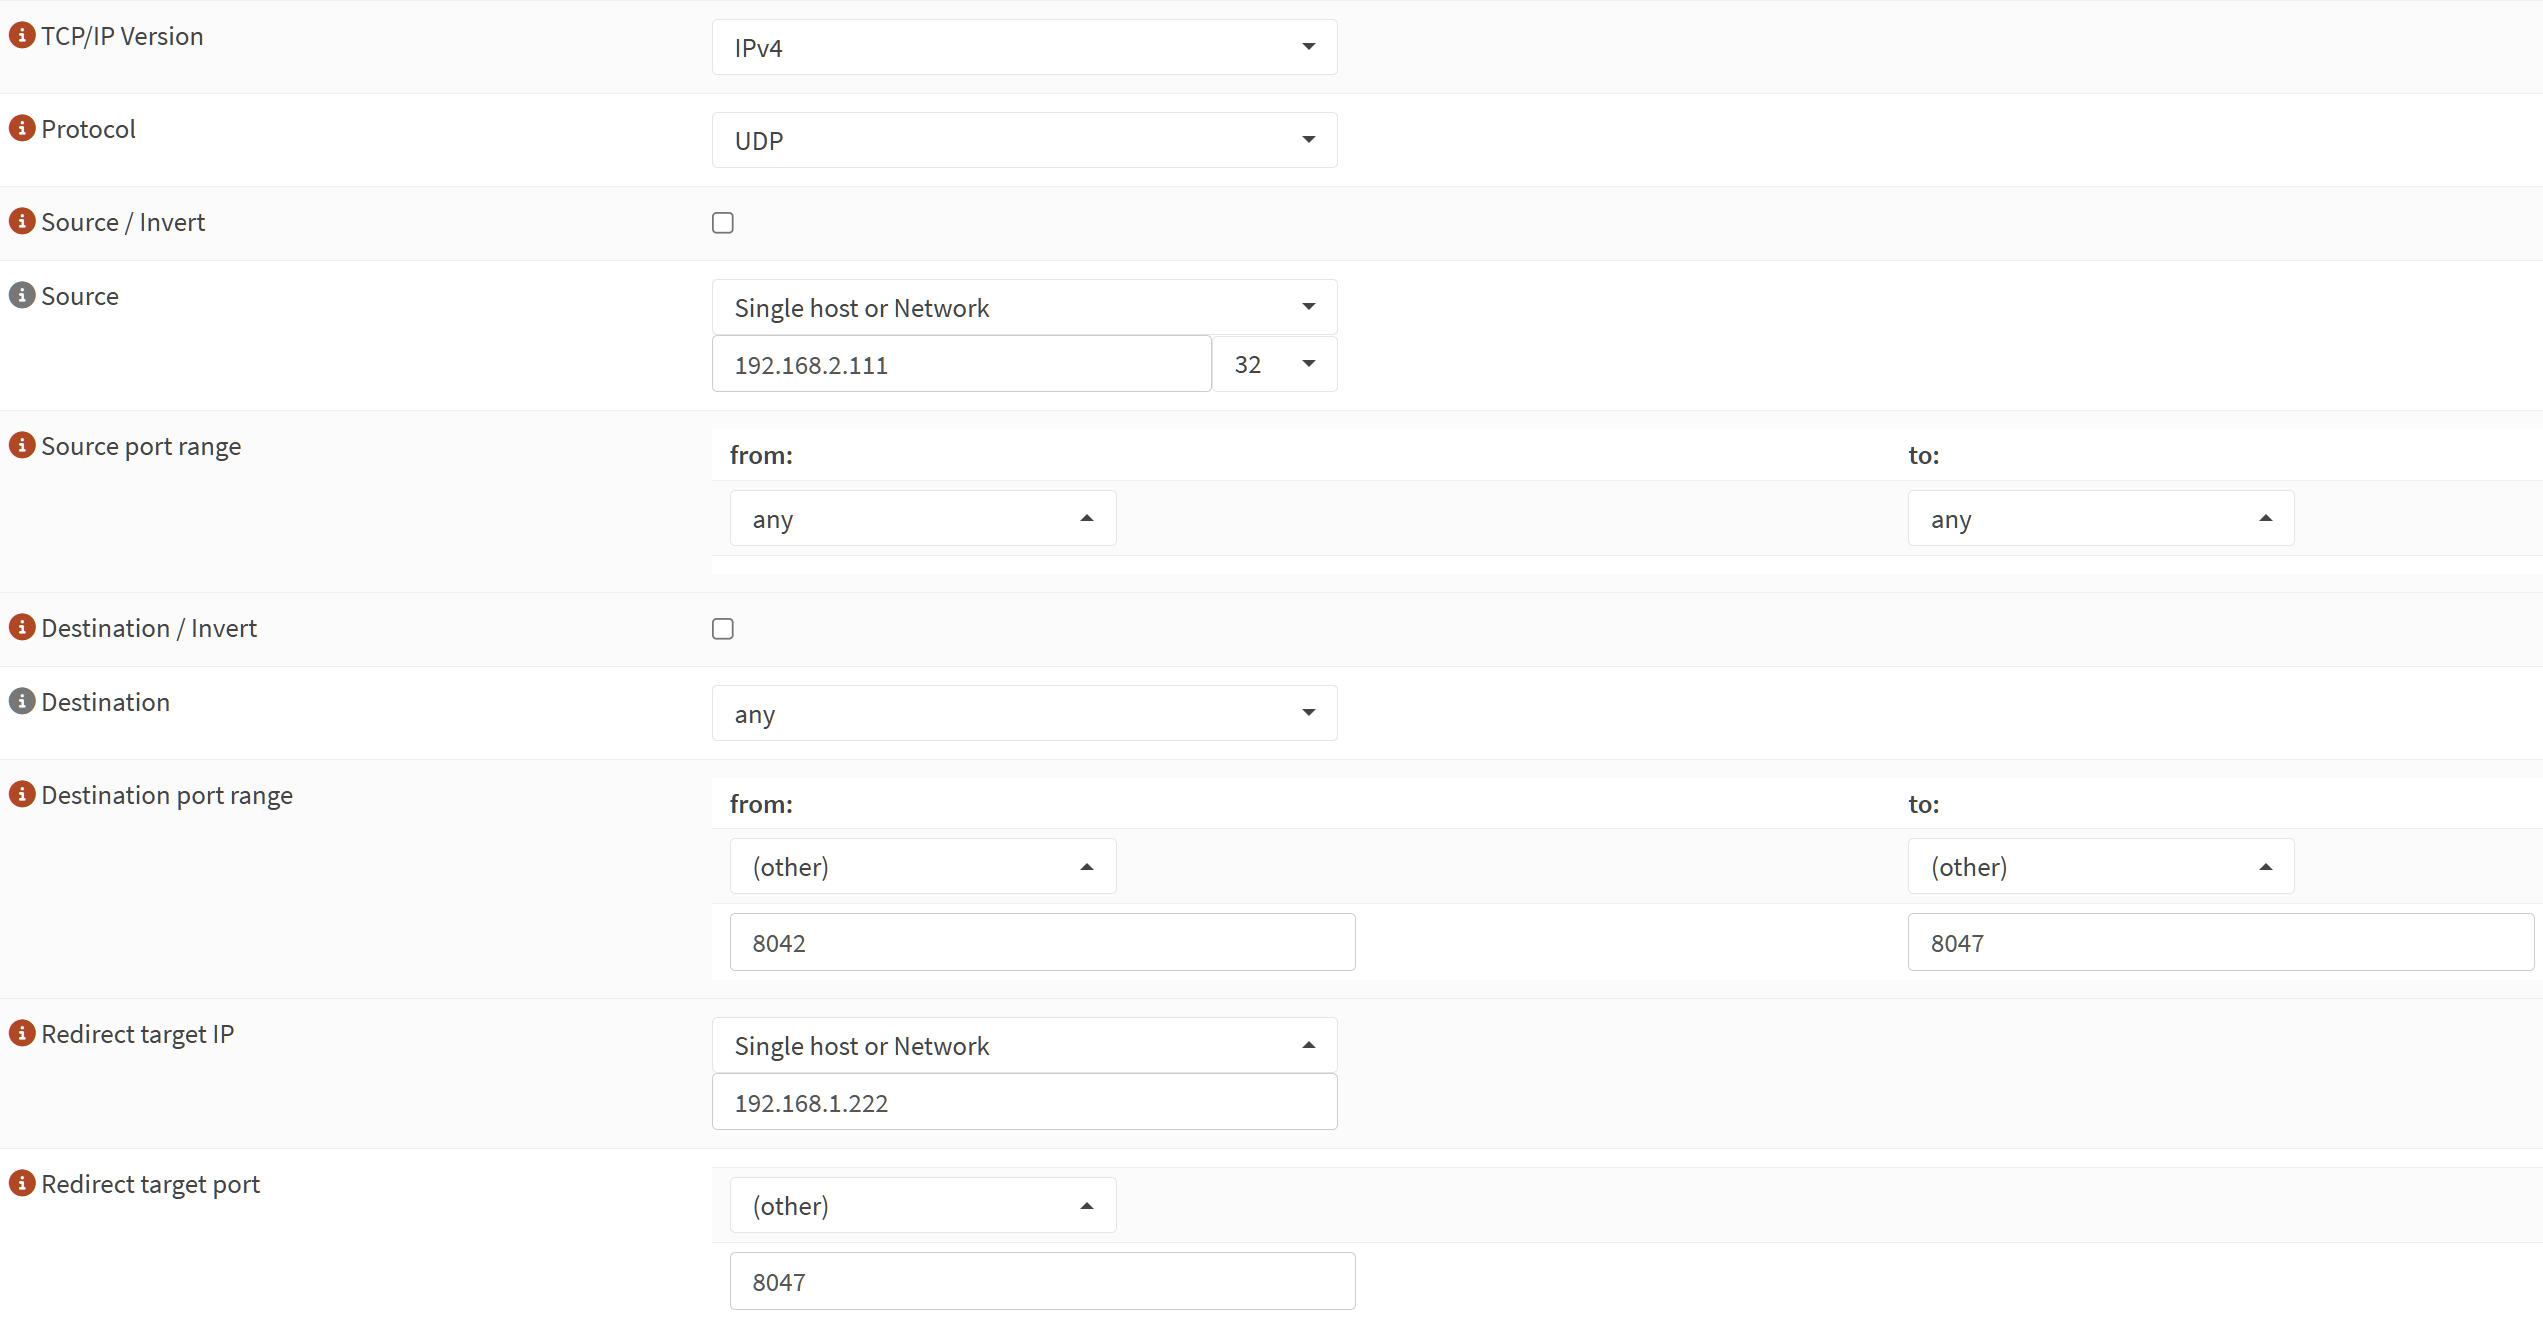 TCP/IP Version
IPv4
Protocol
UDP
Source / Invert
Source
Single host or Network
192.168.2.111 32
Source port range
from: to:
any any
Destination / Invert
Destination
any
Destination port range
from: to:
(other) (other)
8042 8047
Redirect target IP
Single host or Network
192.168.1.222
Redirect target port
(other)
8047